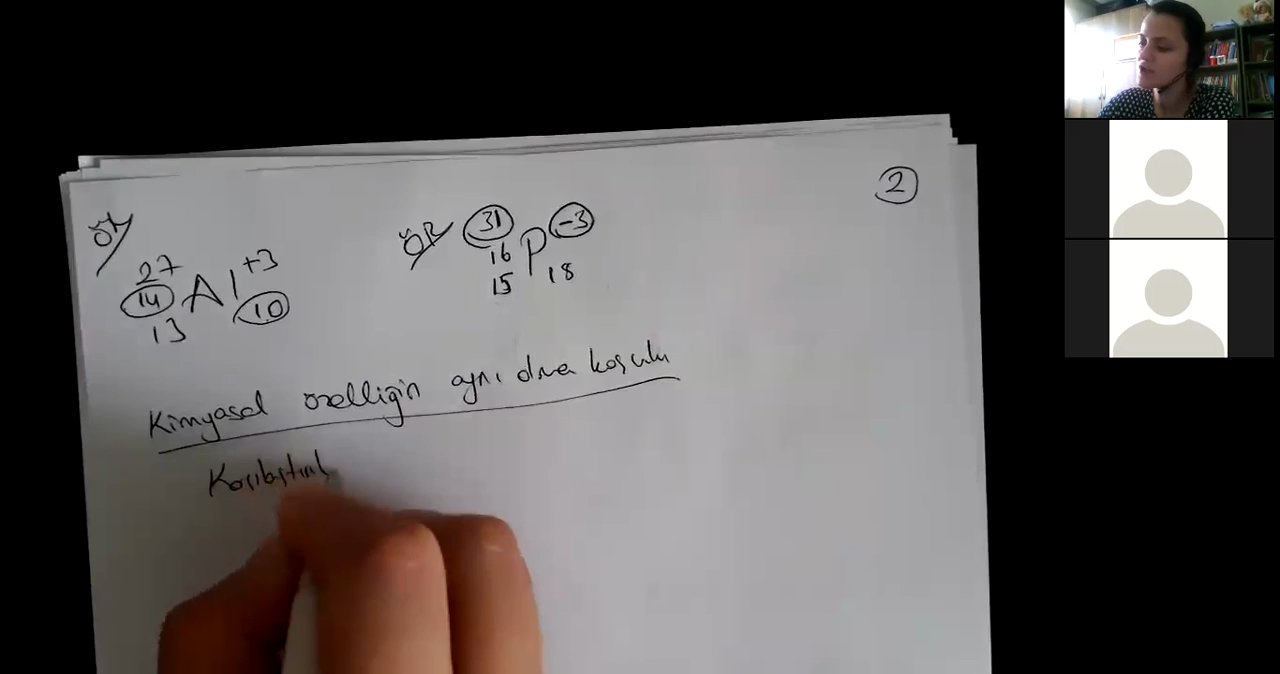 2
ÖR
27
14 Al +3
13 10
ÖR
31 P -3
16
15 18
Kimyasal özelliğin aynı olma koşulu
Karşılaştırıl